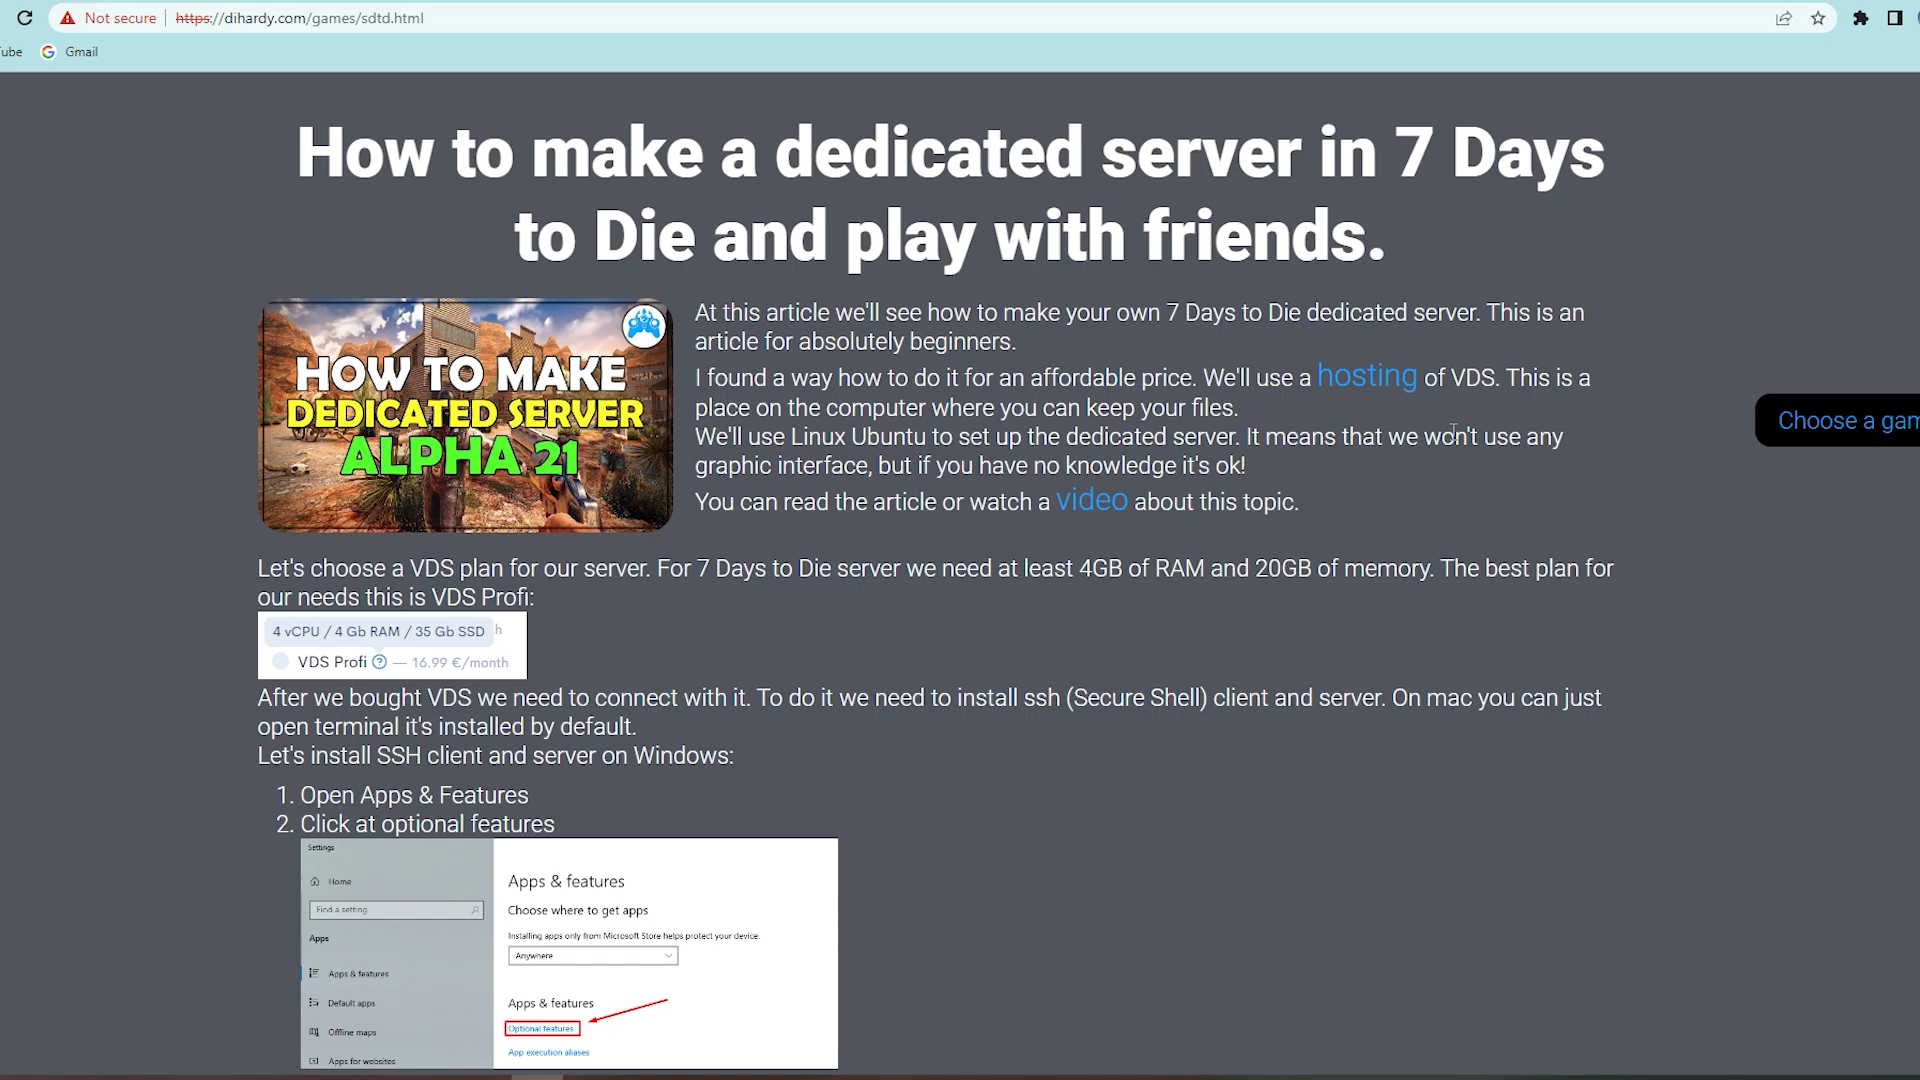 Not secure https://dihardy.com/games/sdtd.html
Gmail
How to make a dedicated server in 7 Days
to Die and play with friends.
HOW TO MAKE
DEDICATED SERVER
ALPHA 21
At this article we'll see how to make your own 7 Days to Die dedicated server. This is an
article for absolutely beginners.
I found a way how to do it for an affordable price. We'll use a hosting of VDS. This is a
place on the computer where you can keep your files.
We'll use Linux Ubuntu to set up the dedicated server. It means that we won't use any
graphic interface, but if you have no knowledge it's ok!
You can read the article or watch a video about this topic.
Choose a gam
Let's choose a VDS plan for our server. For 7 Days to Die server we need at least 4GB of RAM and 20GB of memory. The best plan for
our needs this is VDS Profi:
4 vCPU / 4 Gb RAM / 35 Gb SSD
VDS Profi ? — 16.99 €/month
After we bought VDS we need to connect with it. To do it we need to install ssh (Secure Shell) client and server. On mac you can just
open terminal it's installed by default.
Let's install SSH client and server on Windows:
1. Open Apps & Features
2. Click at optional features
Settings
Home
Find a setting
Apps
Apps & features
Default apps
Offline maps
Apps for websites
Apps & features
Choose where to get apps
Installing apps only from Microsoft Store helps protect your device.
Anywhere
Apps & features
Optional features
App execution aliases